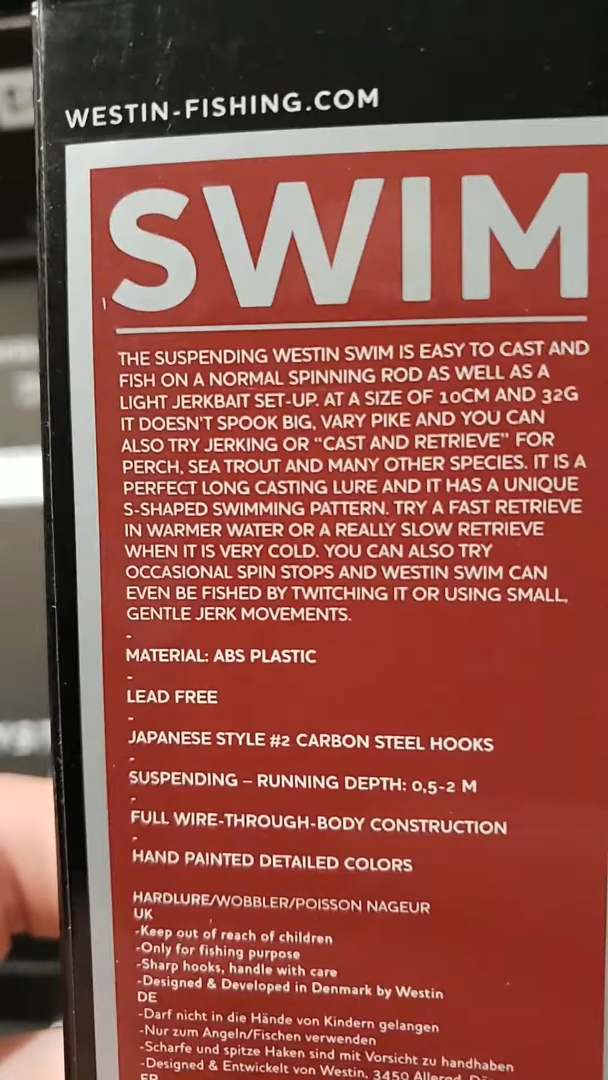 WESTIN-FISHING.COM
SWIM
THE SUSPENDING WESTIN SWIM IS EASY TO CAST AND
FISH ON A NORMAL SPINNING ROD AS WELL AS A
LIGHT JERKBAIT SET-UP. AT A SIZE OF 10CM AND 32G
IT DOESN'T SPOOK BIG, VARY PIKE AND YOU CAN
ALSO TRY JERKING OR "CAST AND RETRIEVE" FOR
PERCH, SEA TROUT AND MANY OTHER SPECIES. IT IS A
PERFECT LONG CASTING LURE AND IT HAS A UNIQUE
S-SHAPED SWIMMING PATTERN. TRY A FAST RETRIEVE
IN WARMER WATER OR A REALLY SLOW RETRIEVE
WHEN IT IS VERY COLD. YOU CAN ALSO TRY
OCCASIONAL SPIN STOPS AND WESTIN SWIM CAN
EVEN BE FISHED BY TWITCHING IT OR USING SMALL,
GENTLE JERK MOVEMENTS.
-
MATERIAL: ABS PLASTIC
-
LEAD FREE
-
JAPANESE STYLE #2 CARBON STEEL HOOKS
-
SUSPENDING – RUNNING DEPTH: 0,5-2 M
-
FULL WIRE-THROUGH-BODY CONSTRUCTION
-
HAND PAINTED DETAILED COLORS
HARDLURE/WOBBLER/POISSON NAGEUR
UK
-Keep out of reach of children
-Only for fishing purpose
-Sharp hooks, handle with care
-Designed & Developed in Denmark by Westin
DE
-Darf nicht in die Hände von Kindern gelangen
-Nur zum Angeln/Fischen verwenden
-Scharfe und spitze Haken sind mit Vorsicht zu handhaben
-Designed & Entwickelt von Westin, 3450 Allerød,
FR